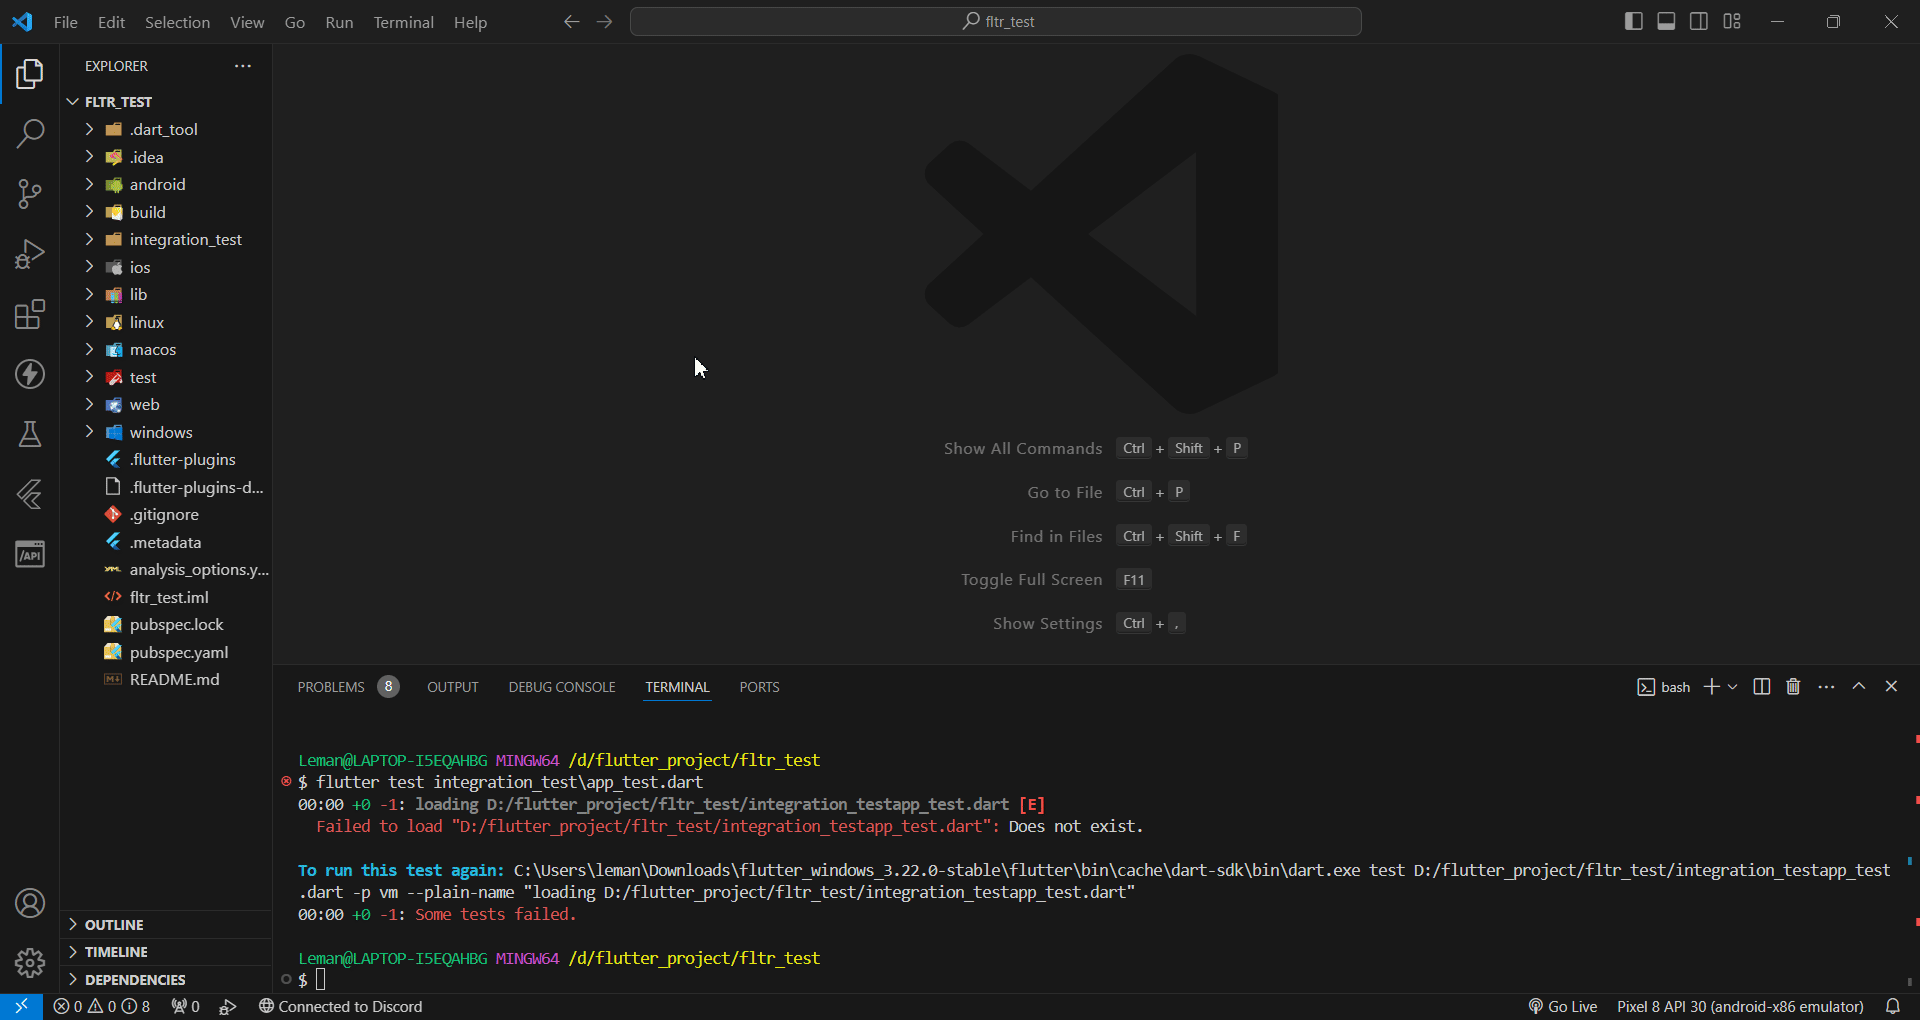 File Edit Selection View Go Run Terminal Help
fltr_test
EXPLORER
FLTR_TEST
.dart_tool
.idea
android
build
integration_test
ios
lib
linux
macos
test
web
windows
.flutter-plugins
.flutter-plugins-d...
.gitignore
.metadata
analysis_options.y...
fltr_test.iml
pubspec.lock
pubspec.yaml
README.md
OUTLINE
TIMELINE
DEPENDENCIES
Show All Commands Ctrl + Shift + P
Go to File Ctrl + P
Find in Files Ctrl + Shift + F
Toggle Full Screen F11
Show Settings Ctrl + ,
PROBLEMS 8 OUTPUT DEBUG CONSOLE TERMINAL PORTS
bash
Leman@LAPTOP-I5EQAHBG MINGW64 /d/flutter_project/fltr_test
$ flutter test integration_test\app_test.dart
00:00 +0 -1: loading D:/flutter_project/fltr_test/integration_testapp_test.dart [E]
Failed to load "D:/flutter_project/fltr_test/integration_testapp_test.dart": Does not exist.
To run this test again: C:\Users\leman\Downloads\flutter_windows_3.22.0-stable\flutter\bin\cache\dart-sdk\bin\dart.exe test D:/flutter_project/fltr_test/integration_testapp_test
.dart -p vm --plain-name "loading D:/flutter_project/fltr_test/integration_testapp_test.dart"
00:00 +0 -1: Some tests failed.
Leman@LAPTOP-I5EQAHBG MINGW64 /d/flutter_project/fltr_test
$
0 0 8 0 Connected to Discord
Go Live Pixel 8 API 30 (android-x86 emulator)
/API